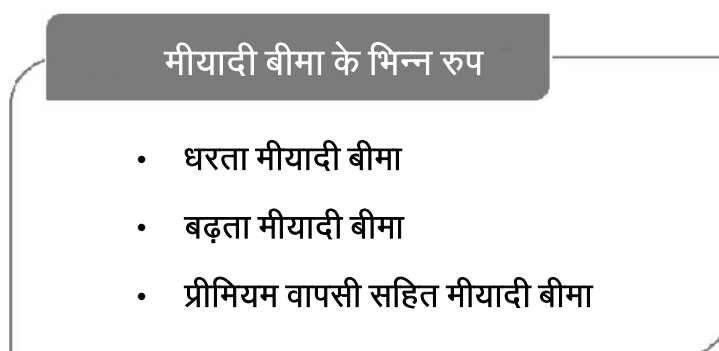 मीयादी बीमा के भिन्न रुप
• धरता मीयादी बीमा
• बढ़ता मीयादी बीमा
• प्रीमियम वापसी सहित मीयादी बीमा